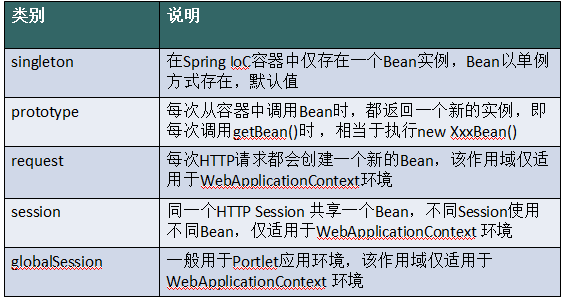 类别 说明
singleton 在Spring IoC容器中仅存在一个Bean实例，Bean以单例
方式存在，默认值
prototype 每次从容器中调用Bean时，都返回一个新的实例，即
每次调用getBean()时 ，相当于执行new XxxBean()
request 每次HTTP请求都会创建一个新的Bean，该作用域仅适
用于WebApplicationContext 环境
session 同一个HTTP Session 共享一个Bean，不同Session使用
不同Bean，仅适用于WebApplicationContext 环境
globalSession 一般用于Portlet应用环境，该作用域仅适用于
WebApplicationContext 环境